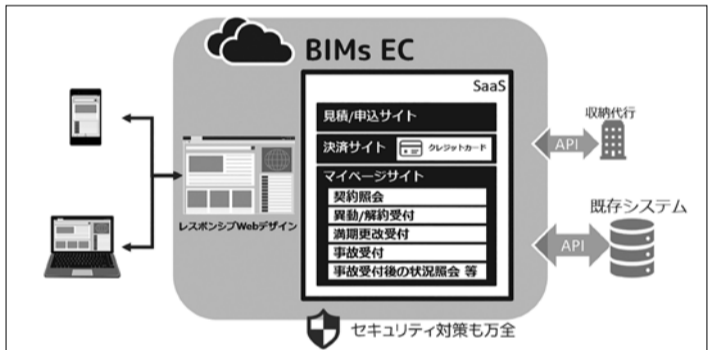 BIMs EC
SaaS
見積/申込サイト
決済サイト
クレジットカード
マイページサイト
契約照会
異動/解約受付
満期更改受付
事故受付
事故受付後の状況照会 等
レスポンシブWebデザイン
API
収納代行
API
既存システム
セキュリティ対策も万全